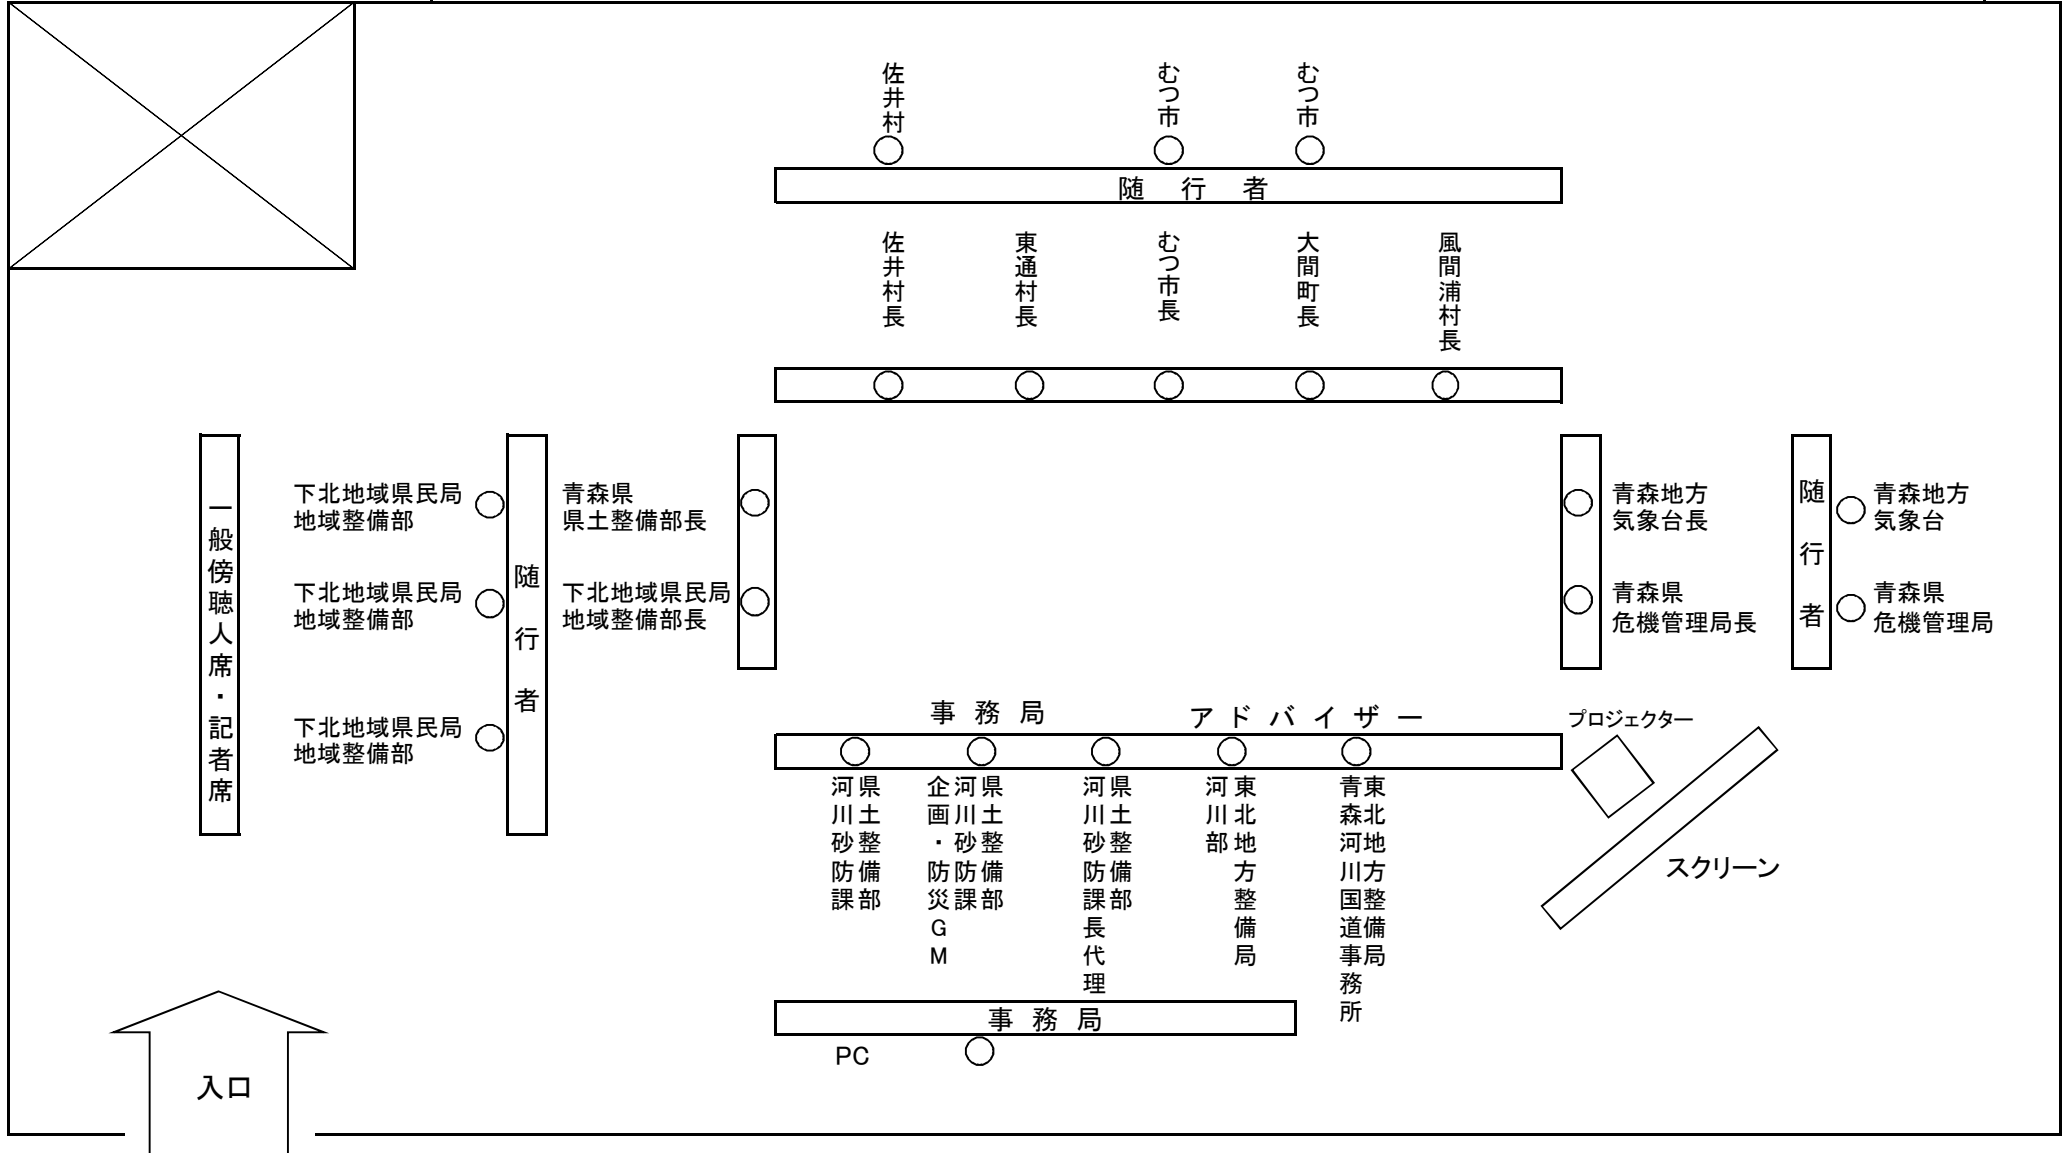 佐井村
むつ市
むつ市
随行者
佐井村長
東通村長
むつ市長
大間町長
風間浦村長
一般傍聴人席・記者席
下北地域県民局
地域整備部
下北地域県民局
地域整備部
下北地域県民局
地域整備部
随行者
青森県
県土整備部長
下北地域県民局
地域整備部長
青森地方
気象台長
青森県
危機管理局長
随行者
青森地方
気象台
青森県
危機管理局
事務局
アドバイザー
プロジェクター
スクリーン
県土整備部
河川砂防課
県土整備部
河川砂防課
企画・防災GM
県土整備部
河川砂防課長代理
東北地方整備局
河川部
東北地方整備局
青森河川国道事務所
事務局
PC
入口